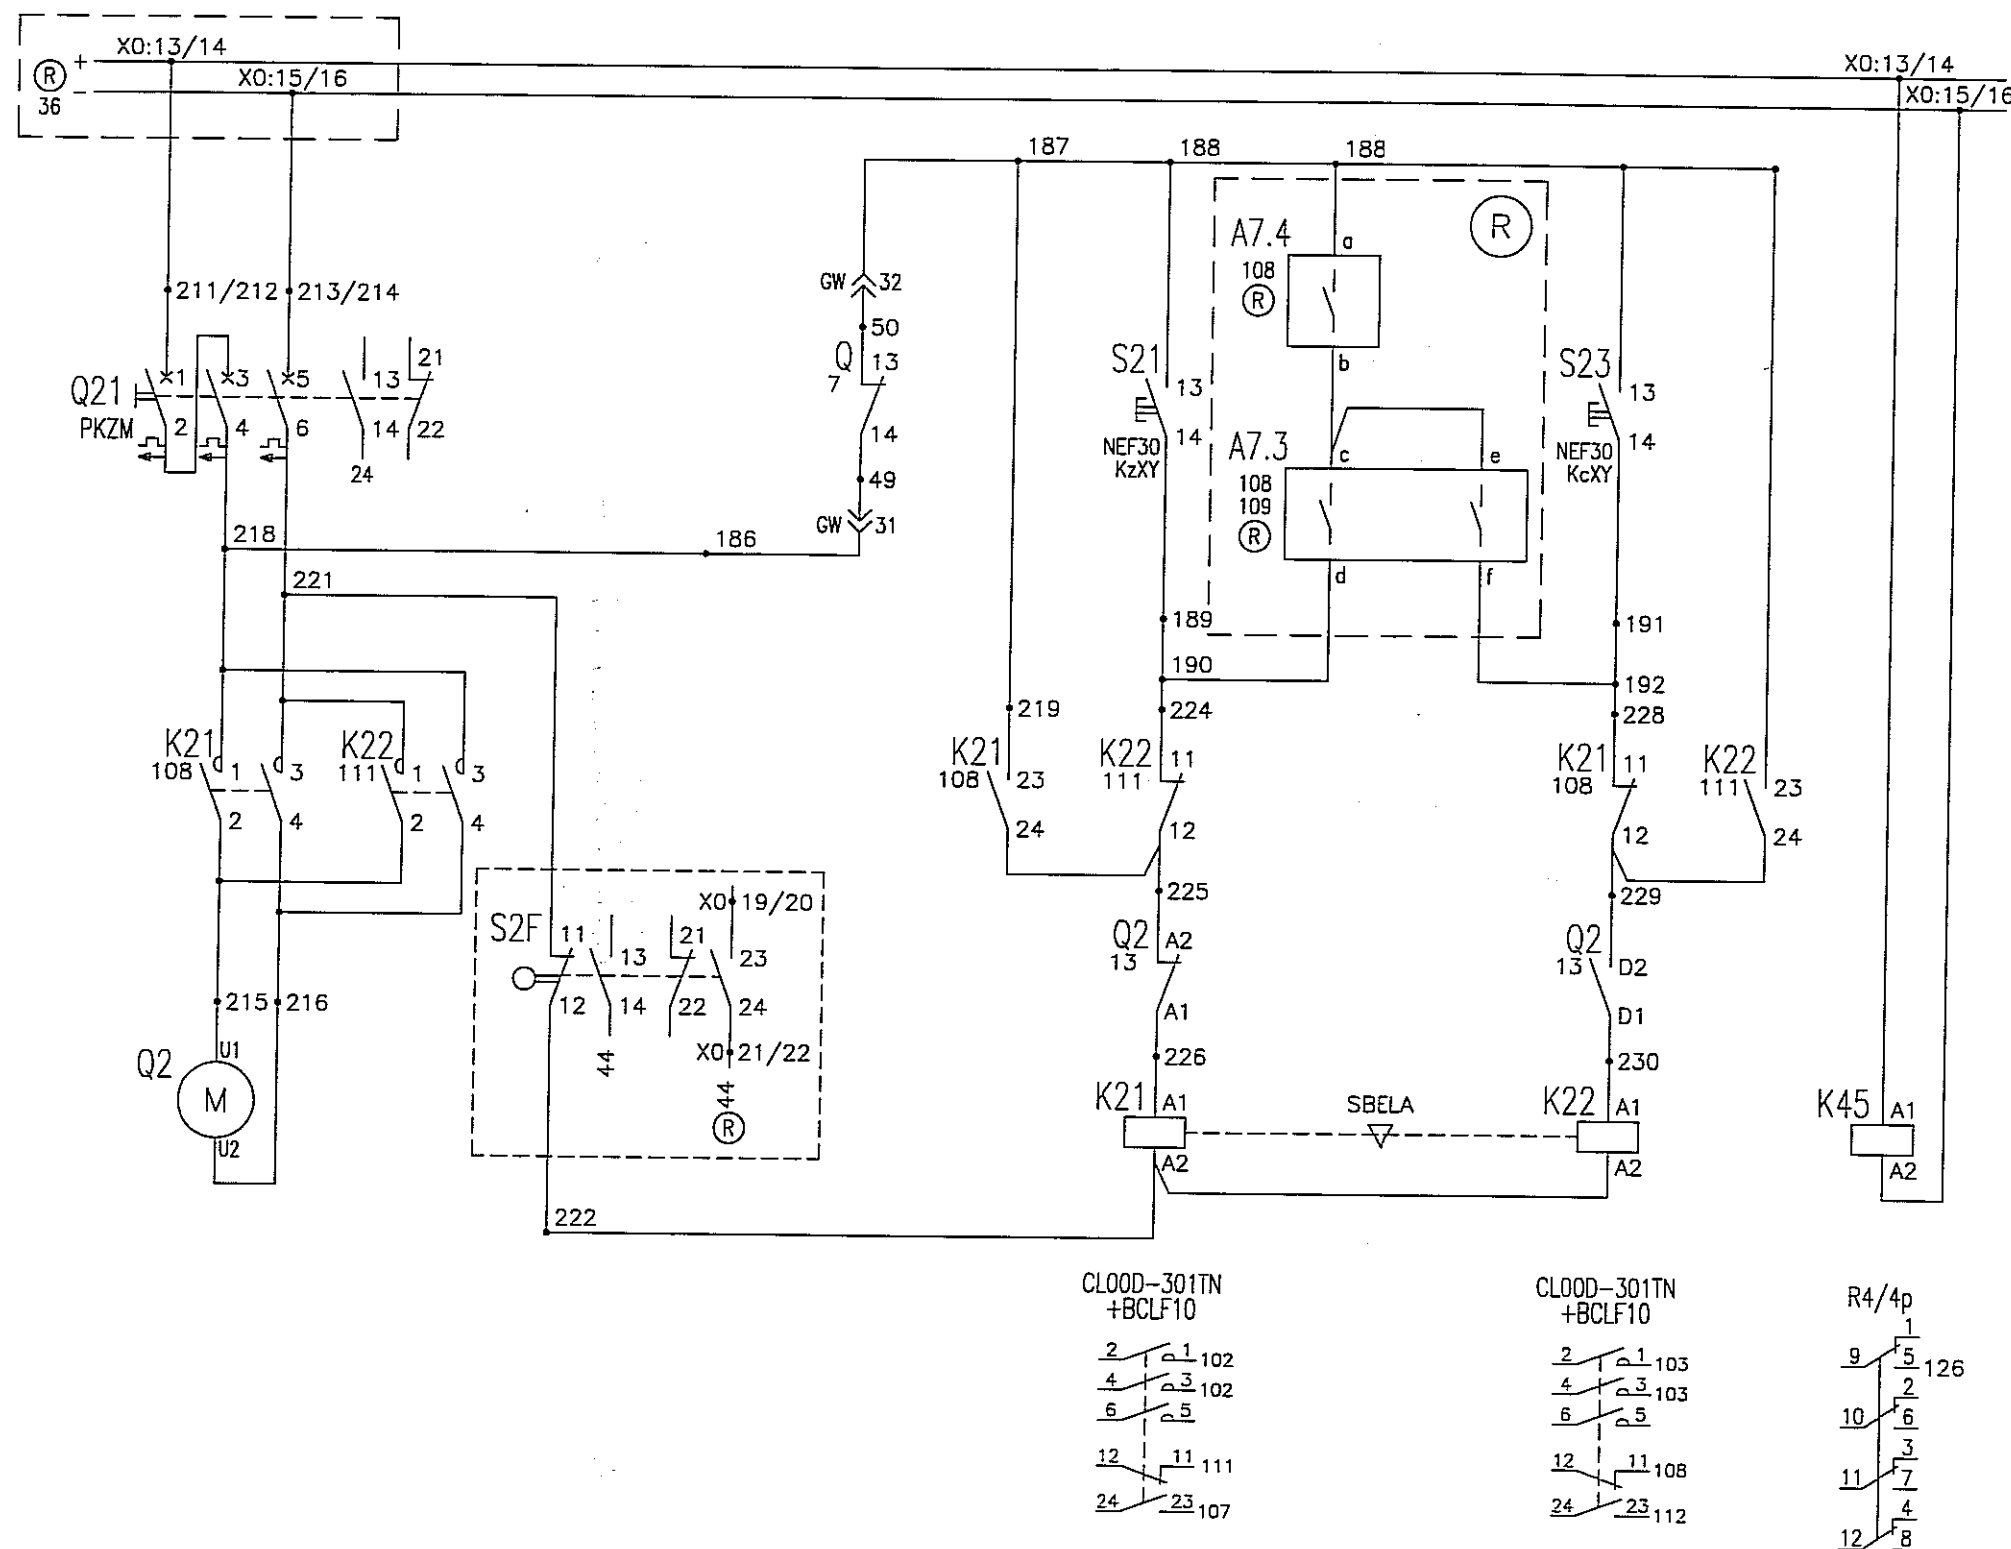 X0:13/14
X0:13/14
R + X0:15/16
X0:15/16
36 -
187 188 188
R
A7.4 a
108
R
GW 32
211/212 213/214
50
Q 13
7
b
S21 13
S23 13
21
Q21 1 3 5 13
PKZM 2 4 6 14 22
24
14
14
NEF30
KzXY
NEF30
KcXY
A7.3 c e
108
109
R
49
GW 31
218 186
d f
221
189
191
190
192
219 224 228
K21 1 3
108 2 4
K22 1 3
111 2 4
K21 23
108 24
K22 11
111 12
K21 11
108 12
K22 23
111 24
225 229
X0 19/20
S2F 11 13 21 23
12 14 22 24
44
X0 21/22
44
R
Q2 A2
13
A1
Q2 D2
13
D1
215 216
226 230
Q2 U1
M
U2
K21 A1
A2
SBELA
K22 A1
A2
K45 A1
A2
222
CL00D-301TN
+BCLF10
2 1 102
4 3 102
6 5
12 11 111
24 23 107
CL00D-301TN
+BCLF10
2 1 103
4 3 103
6 5
12 11 108
24 23 112
R4/4p
1
9 5 126
2
10 6
3
11 7
4
12 8